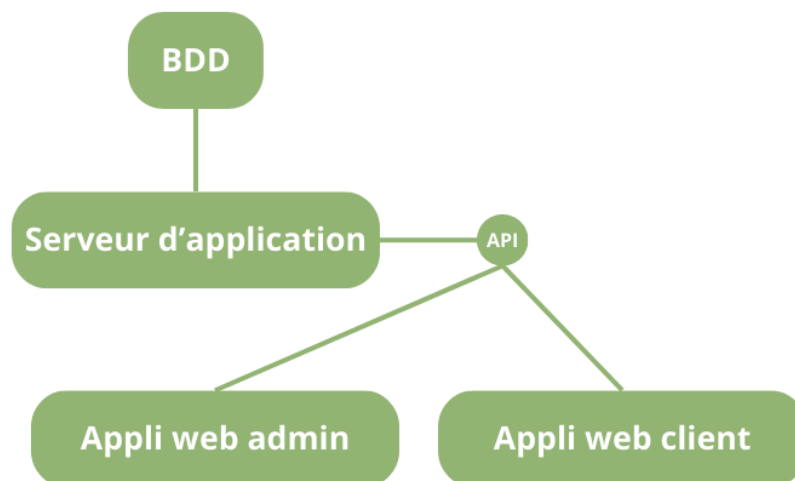 BDD
Serveur d’application
API
Appli web admin
Appli web client